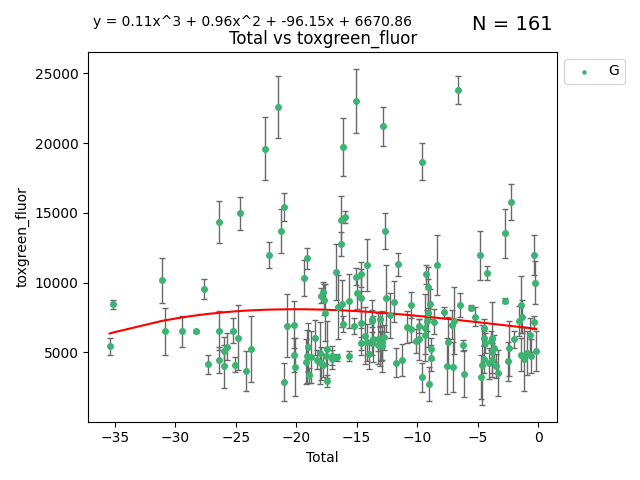 y = 0.11x^3 + 0.96x^2 + -96.15x + 6670.86
N = 161
Total vs toxgreen_fluor
G
toxgreen_fluor
25000
20000
15000
10000
5000
−35
−30
−25
−20
−15
−10
−5
0
Total